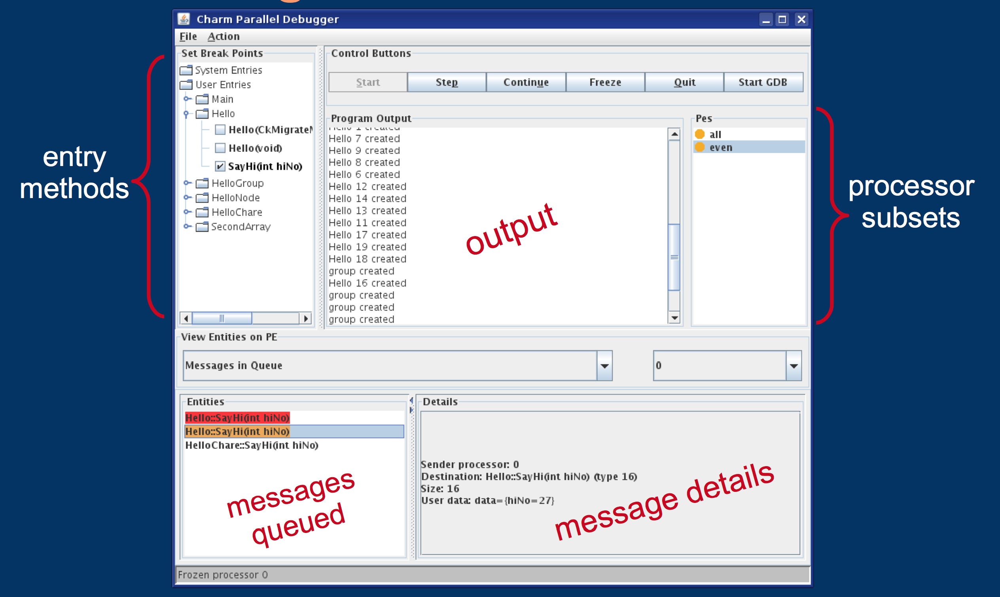 Charm Parallel Debugger
File Action
Set Break Points
System Entries
User Entries
Main
Hello
Hello(CkMigrate
Hello(void)
SayHi(int hiNo)
HelloGroup
HelloNode
HelloChare
SecondArray
entry
methods
Control Buttons
Start Step Continue Freeze Quit Start GDB
Program Output
Hello 1 created
Hello 7 created
Hello 9 created
Hello 8 created
Hello 6 created
Hello 12 created
Hello 14 created
Hello 13 created
Hello 11 created
Hello 17 created
Hello 19 created
Hello 18 created
group created
Hello 16 created
group created
group created
group created
output
Pes
all
even
processor
subsets
View Entities on PE
Messages in Queue 0
Entities
Hello::SayHi(int hiNo)
Hello::SayHi(int hiNo)
HelloChare::SayHi(int hiNo)
messages
queued
Details
Sender processor: 0
Destination: Hello::SayHi(int hiNo) (type 16)
Size: 16
User data: data={hiNo=27}
message details
Frozen processor 0